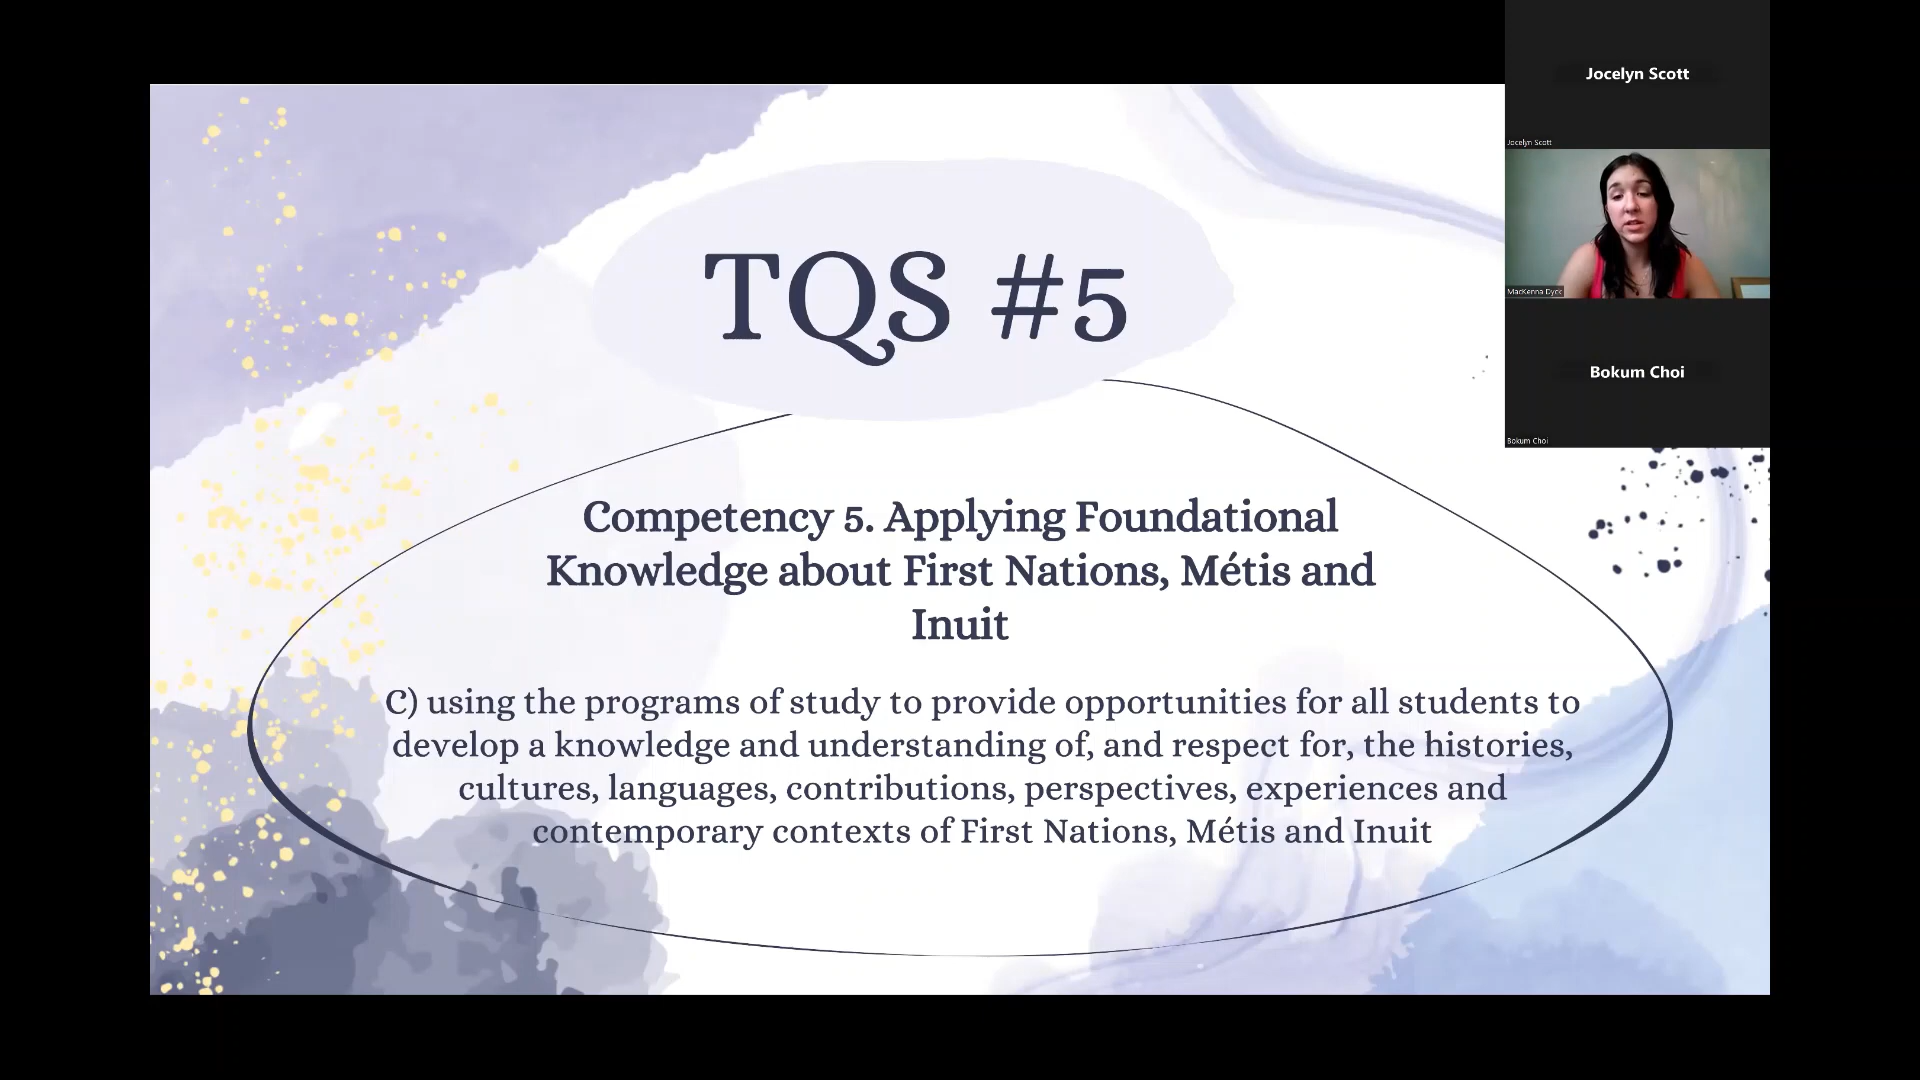 Jocelyn Scott
Jocelyn Scott
MacKenna Dyck
Bokum Choi
Bokum Choi
TQS #5
Competency 5. Applying Foundational
Knowledge about First Nations, Métis and
Inuit
C) using the programs of study to provide opportunities for all students to
develop a knowledge and understanding of, and respect for, the histories,
cultures, languages, contributions, perspectives, experiences and
contemporary contexts of First Nations, Métis and Inuit